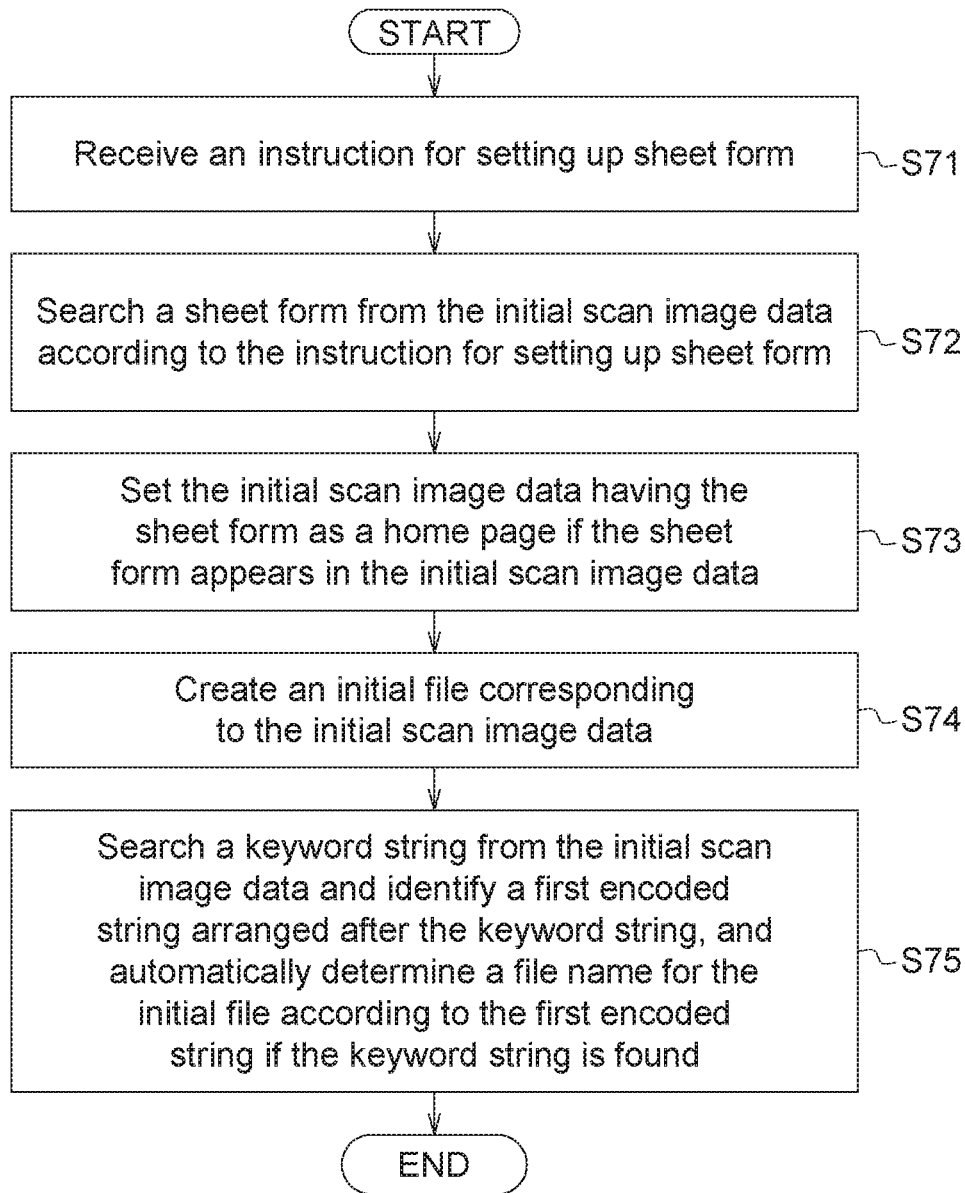 START
Receive an instruction for setting up sheet form
S71
Search a sheet form from the initial scan image data
according to the instruction for setting up sheet form
S72
Set the initial scan image data having the
sheet form as a home page if the sheet
form appears in the initial scan image data
S73
Create an initial file corresponding
to the initial scan image data
S74
Search a keyword string from the initial scan
image data and identify a first encoded
string arranged after the keyword string, and
automatically determine a file name for the
initial file according to the first encoded
string if the keyword string is found
S75
END